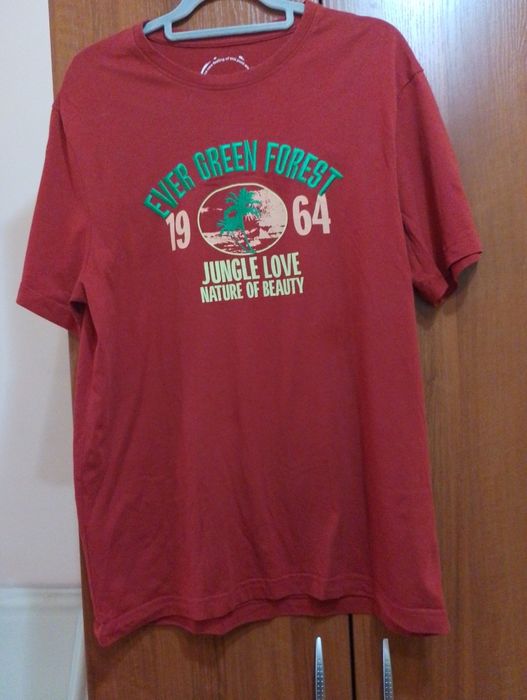 EVER GREEN FOREST
19 64
JUNGLE LOVE
NATURE OF BEAUTY